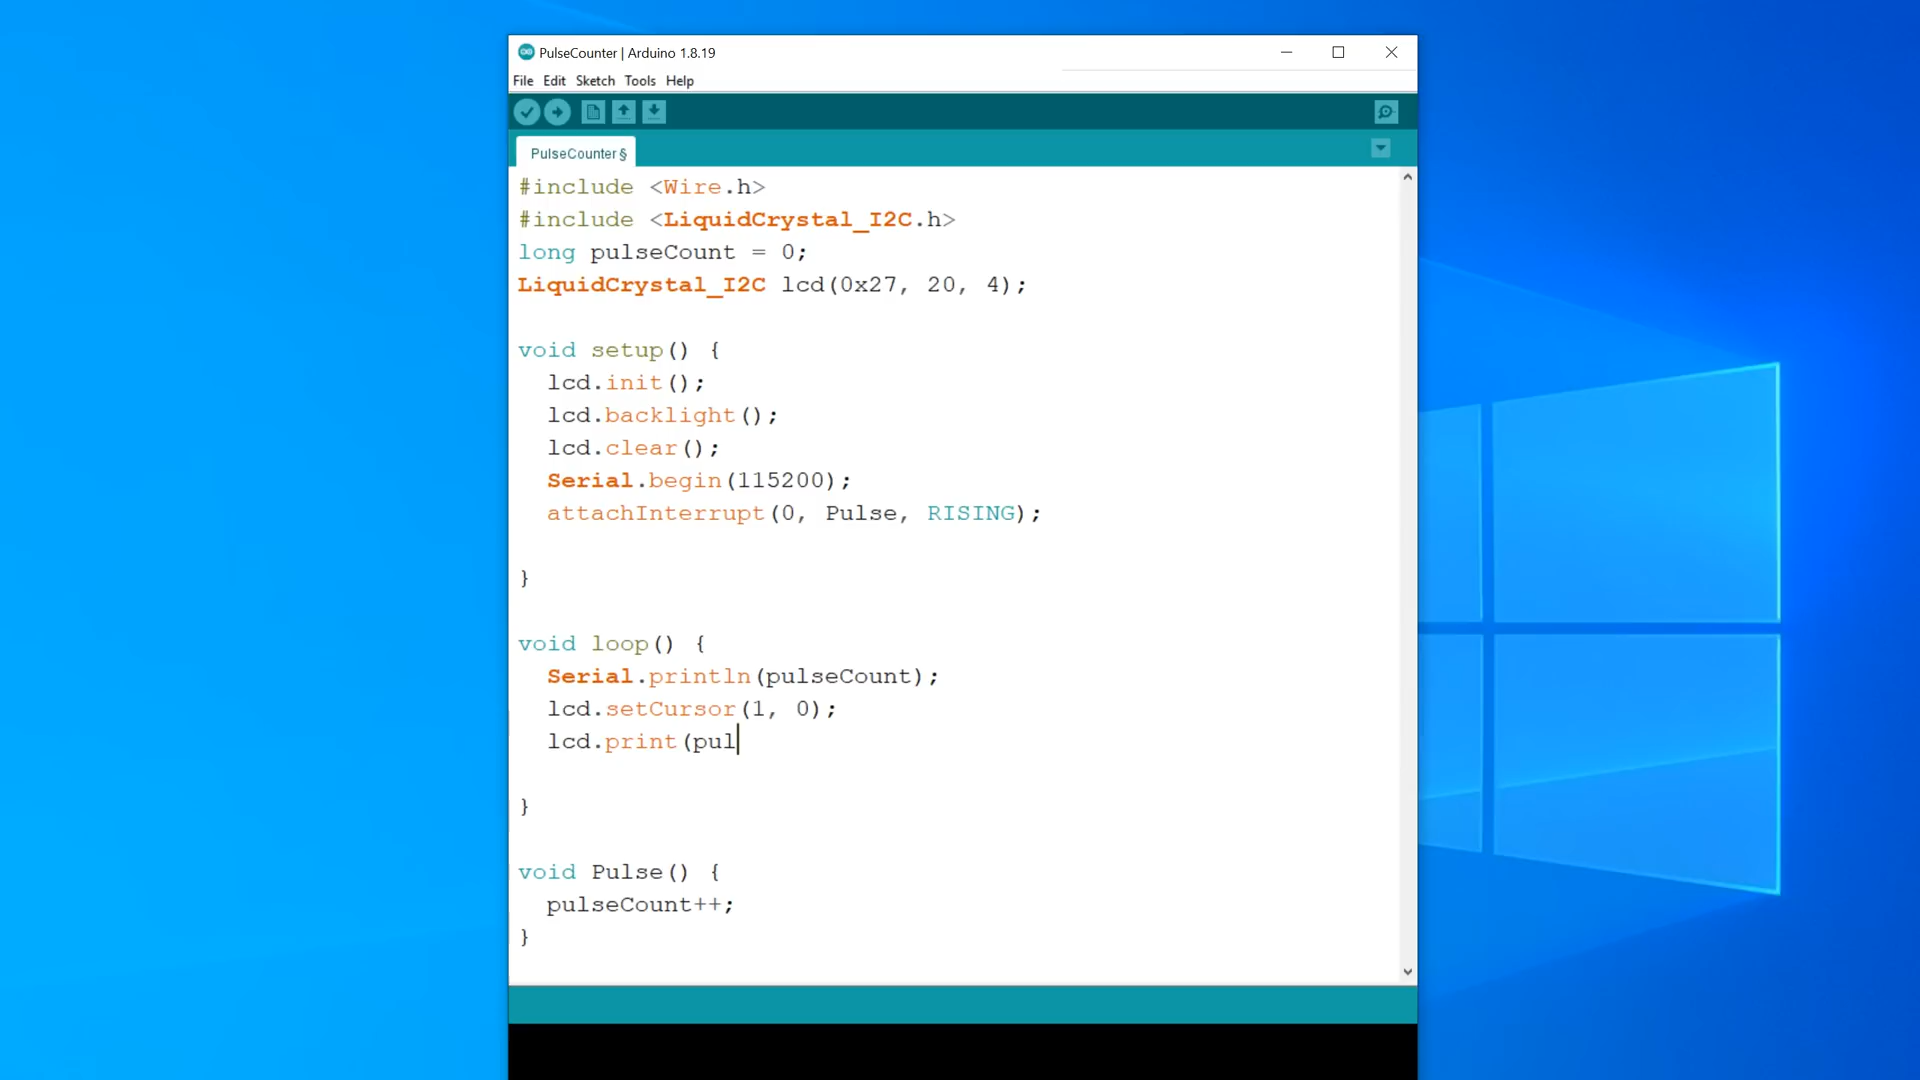 PulseCounter | Arduino 1.8.19
File Edit Sketch Tools Help
PulseCounter §
#include <Wire.h>
#include <LiquidCrystal_I2C.h>
long pulseCount = 0;
LiquidCrystal_I2C lcd(0x27, 20, 4);
void setup() {
  lcd.init();
  lcd.backlight();
  lcd.clear();
  Serial.begin(115200);
  attachInterrupt(0, Pulse, RISING);
}
void loop() {
  Serial.println(pulseCount);
  lcd.setCursor(1, 0);
  lcd.print(pul
}
void Pulse() {
  pulseCount++;
}